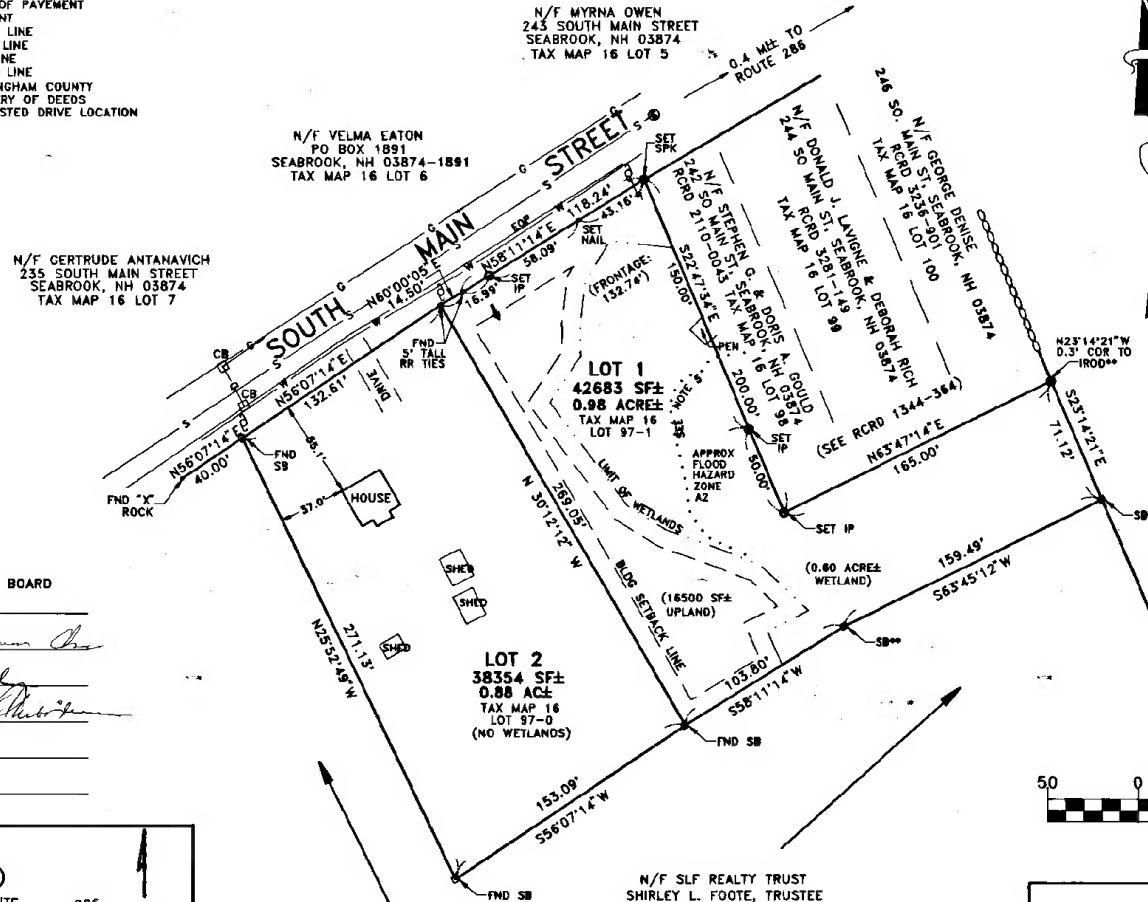 OF PAVEMENT
NT
LINE
LINE
NE
LINE
NGHAM COUNTY
RY OF DEEDS
STED DRIVE LOCATION
N/F MYRNA OWEN
243 SOUTH MAIN STREET
SEABROOK, NH 03874
TAX MAP 16 LOT 5
0.4 MI± TO
ROUTE 286
N/F VELMA EATON
PO BOX 1891
SEABROOK, NH 03874-1891
TAX MAP 16 LOT 6
N/F GERTRUDE ANTANAVICH
235 SOUTH MAIN STREET
SEABROOK, NH 03874
TAX MAP 16 LOT 7
SOUTH MAIN STREET
G
G
G
G
S
S
S
S
W
W
W
W
EOP
CB
CB
SET
SPK
118.24'
43.16'
N58°11'14"E
58.09'
SET
NAIL
N60°00'05"E
14.50'
SET
IP
16.99'
FND
5' TALL
RR TIES
N56°07'14"E
132.61'
DRIVE
N56°07'14"E
40.00'
FND
SB
FND "X"
ROCK
55.1'
37.0'
HOUSE
SHED
SHED
SHED
(FRONTAGE:
132.74')
S22°47'34"E
150.00'
N/F STEPHEN G. & DORIS A. GOULD
242 SO MAIN ST, SEABROOK, NH 03874
RCRD 2110-0043 TAX MAP 16 LOT 98
N/F DONALD J. LAVIGNE & DEBORAH RICH
244 SO MAIN ST, SEABROOK, NH 03874
RCRD 3281-149
TAX MAP 16 LOT 99
N/F GEORGE DENISE
246 SO. MAIN ST, SEABROOK, NH 03874
RCRD 3236-901
TAX MAP 16 LOT 100
PEN
LOT 1
42683 SF±
0.98 ACRE±
TAX MAP 16
LOT 97-1
SEE NOTE 5
200.00'
SET
IP
50.00'
(SEE RCRD 1344-364)
N63°47'14"E
165.00'
N23°14'21"W
0.3' COR TO
IROD**
S23°14'21"E
71.12'
APPROX
FLOOD
HAZARD
ZONE
A2
SET IP
LIMIT OF WETLANDS
269.05'
N 30°12'12" W
BLDG SETBACK LINE
(0.60 ACRE±
WETLAND)
(16500 SF±
UPLAND)
159.49'
S63°45'12"W
SB**
103.80'
S58°11'14"W
FND SB
N25°52'49"W
271.13'
LOT 2
38354 SF±
0.88 AC±
TAX MAP 16
LOT 97-0
(NO WETLANDS)
153.09'
S56°07'14"W
FND SB
BOARD
50
0
N/F SLF REALTY TRUST
SHIRLEY L. FOOTE, TRUSTEE